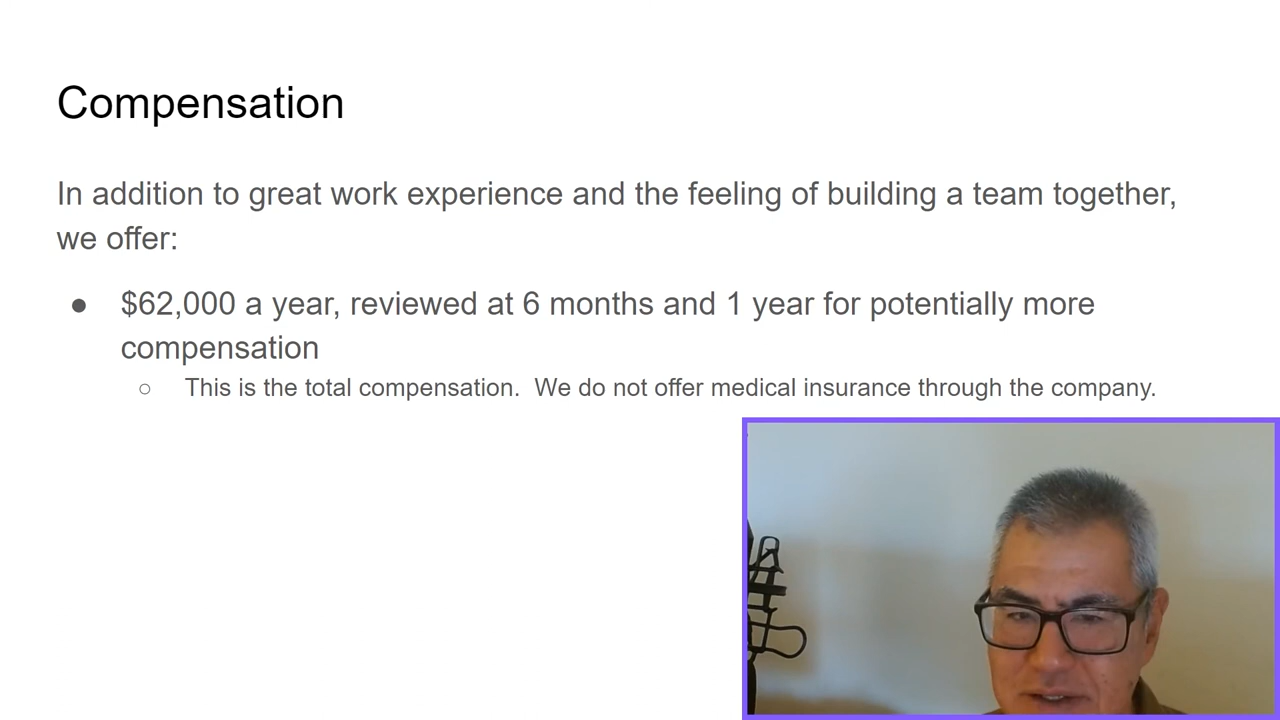 Compensation
In addition to great work experience and the feeling of building a team together,
we offer:
● $62,000 a year, reviewed at 6 months and 1 year for potentially more
compensation
○ This is the total compensation.  We do not offer medical insurance through the company.